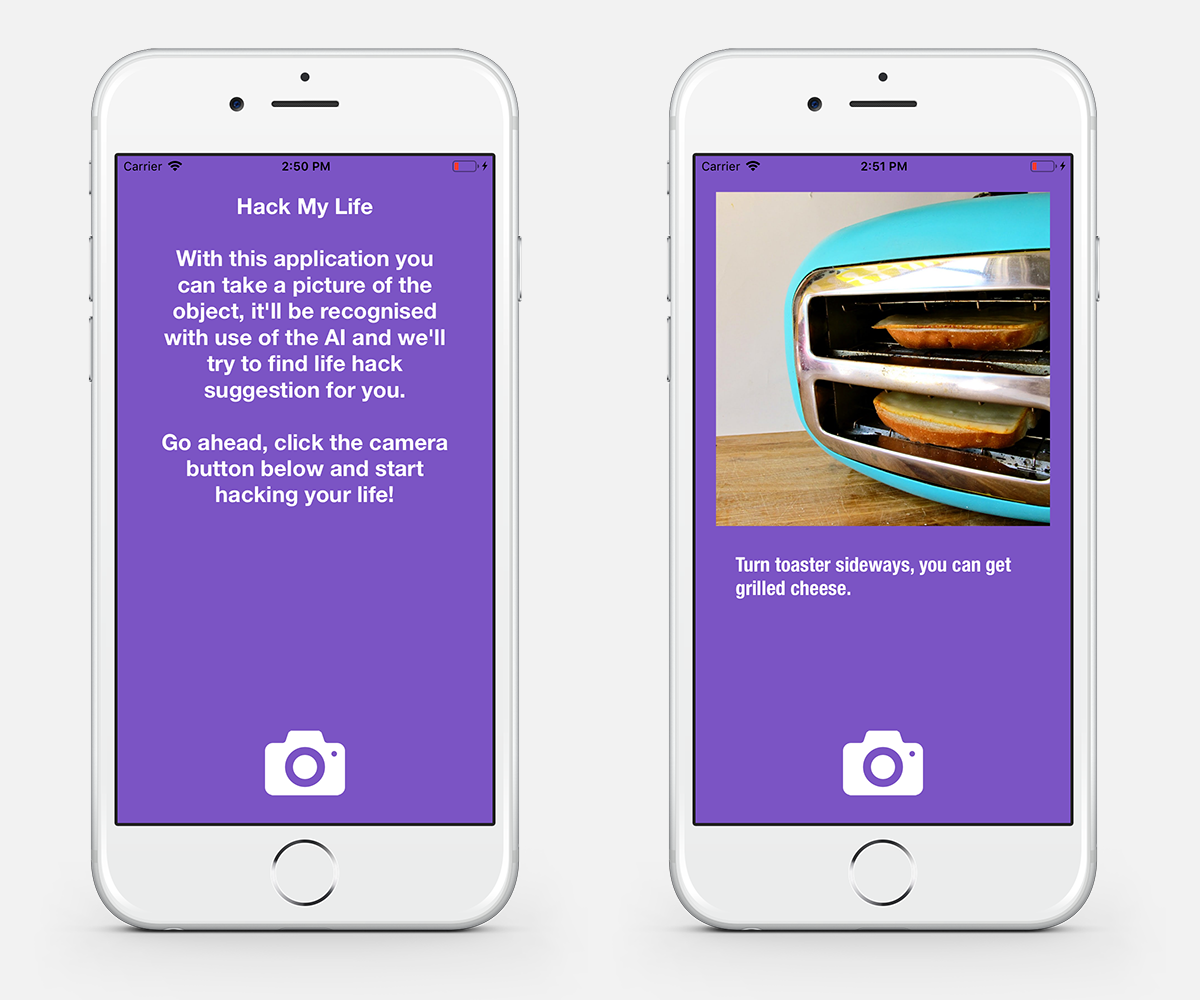 Carrier 2:50 PM
Hack My Life
With this application you
can take a picture of the
object, it'll be recognised
with use of the AI and we'll
try to find life hack
suggestion for you.
Go ahead, click the camera
button below and start
hacking your life!
Carrier 2:51 PM
Turn toaster sideways, you can get
grilled cheese.